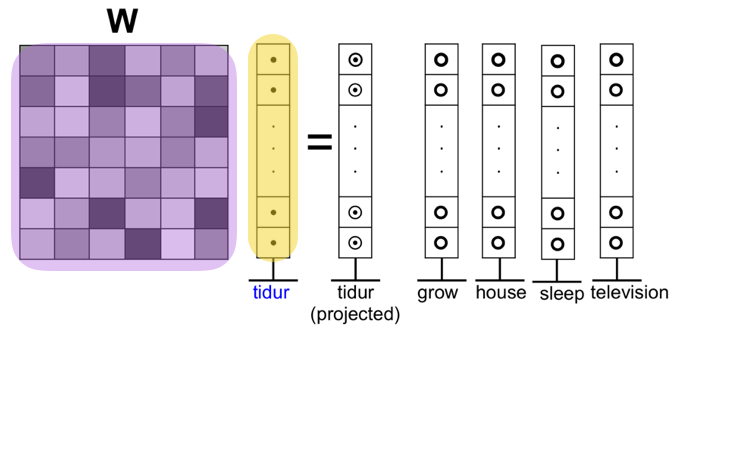 W
=
tidur
tidur
(projected)
grow
house
sleep
television